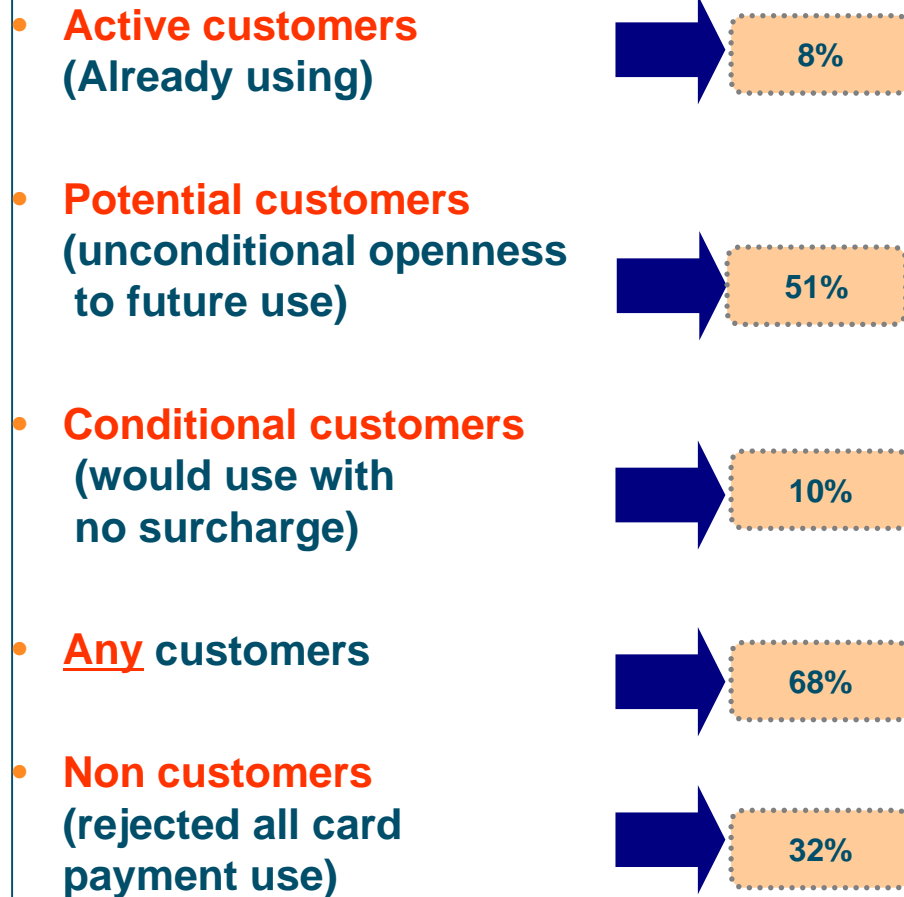 • Active customers
(Already using)
8%
• Potential customers
(unconditional openness
to future use)
51%
• Conditional customers
(would use with
no surcharge)
10%
• Any customers
68%
• Non customers
(rejected all card
payment use)
32%